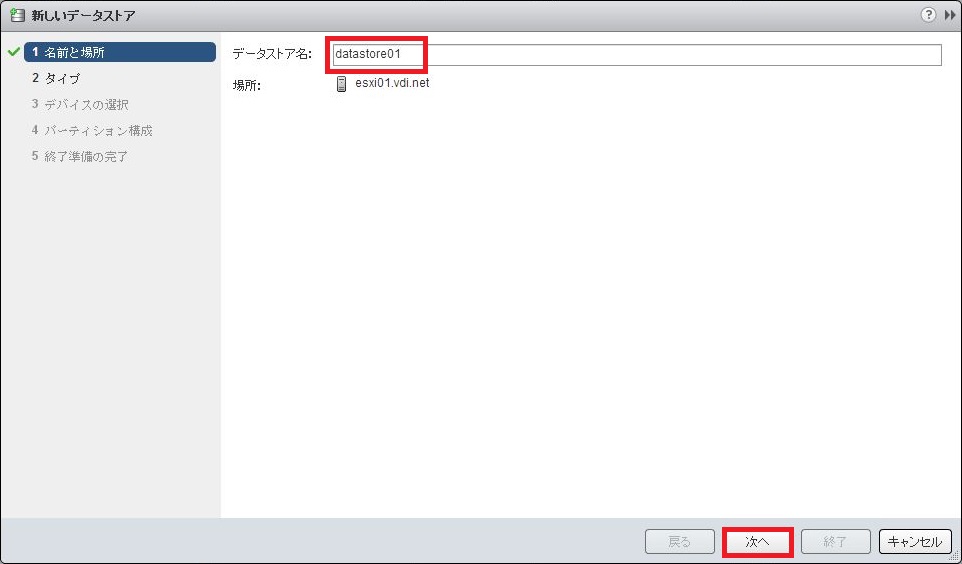 新しいデータストア
?
1 名前と場所
2 タイプ
3 デバイスの選択
4 パーティション構成
5 終了準備の完了
データストア名: datastore01
場所: esxi01.vdi.net
戻る 次へ 終了 キャンセル